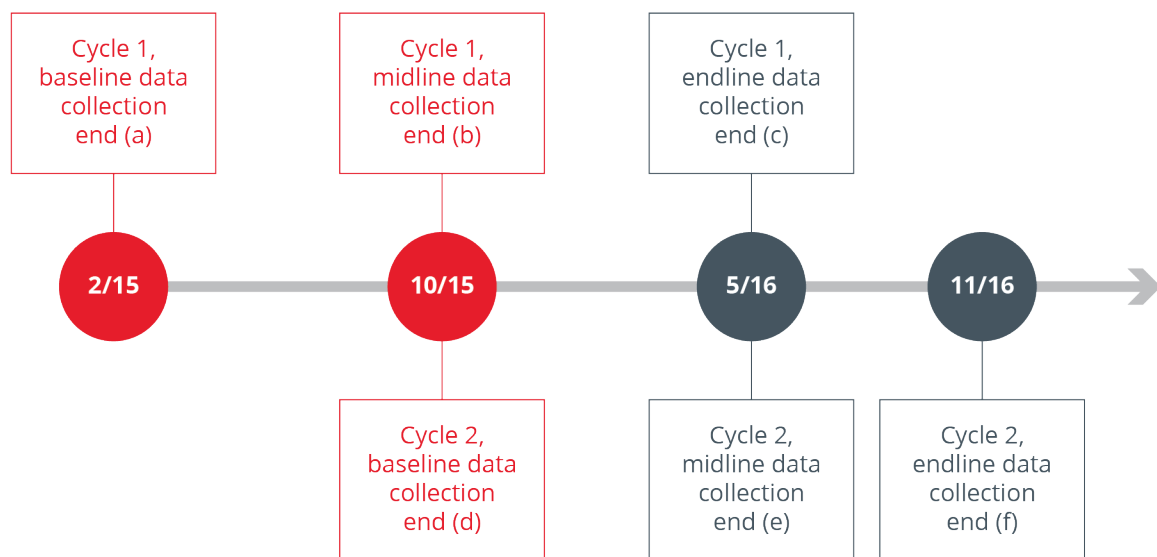 Cycle 1,
baseline data
collection
end (a)
Cycle 1,
midline data
collection
end (b)
Cycle 1,
endline data
collection
end (c)
2/15
10/15
5/16
11/16
Cycle 2,
baseline data
collection
end (d)
Cycle 2,
midline data
collection
end (e)
Cycle 2,
endline data
collection
end (f)